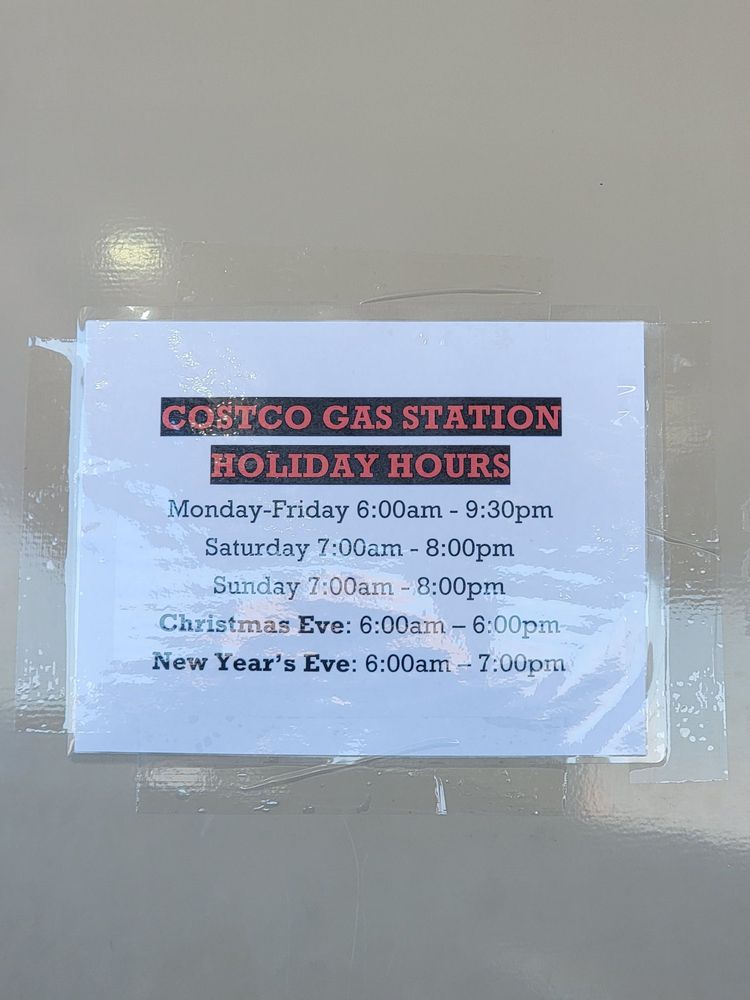 COSTCO GAS STATION
HOLIDAY HOURS
Monday-Friday 6:00am - 9:30pm
Saturday 7:00am - 8:00pm
Sunday 7:00am - 8:00pm
Christmas Eve: 6:00am – 6:00pm
New Year’s Eve: 6:00am – 7:00pm